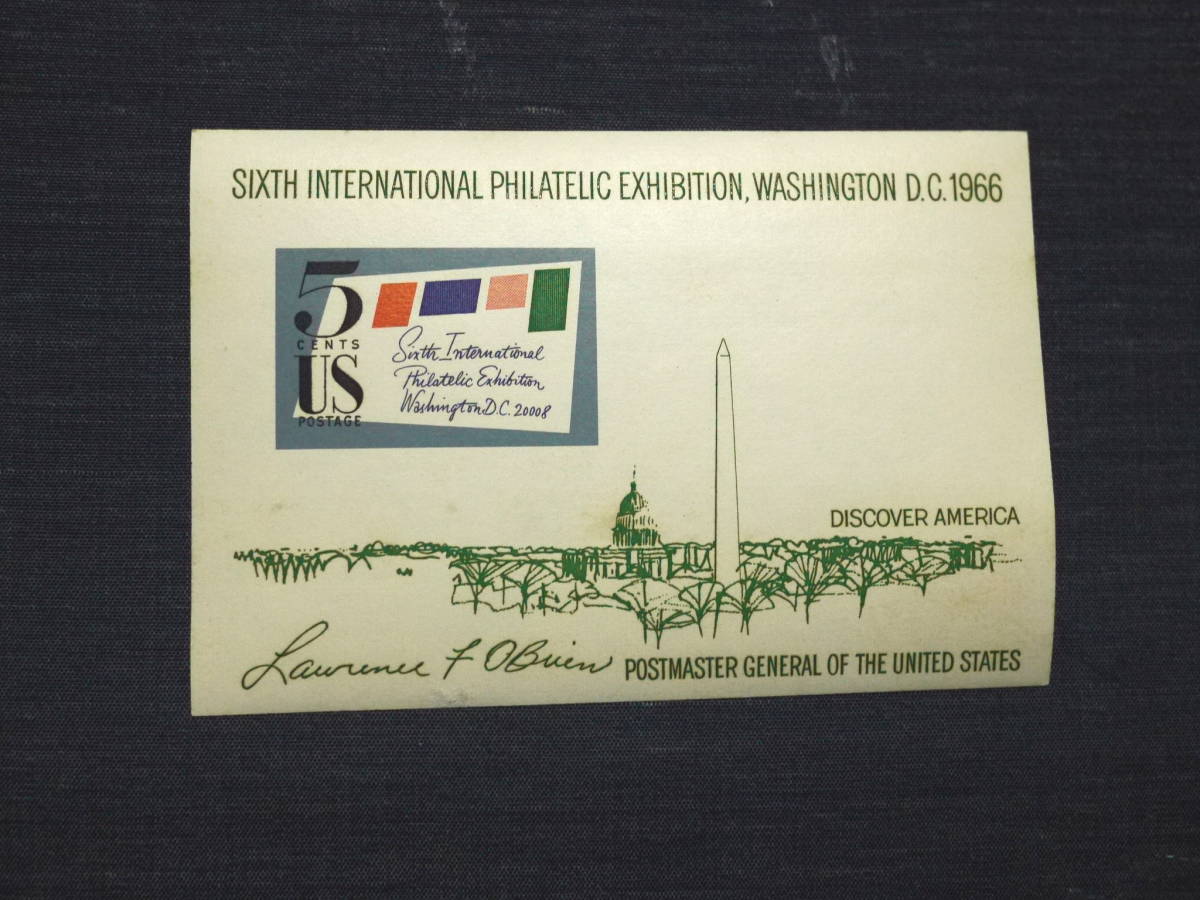 SIXTH INTERNATIONAL PHILATELIC EXHIBITION, WASHINGTON D.C. 1966
5
CENTS
US
POSTAGE
Sixth International
Philatelic Exhibition
Washington D.C. 20008
DISCOVER AMERICA
Lawrence F O'Brien POSTMASTER GENERAL OF THE UNITED STATES